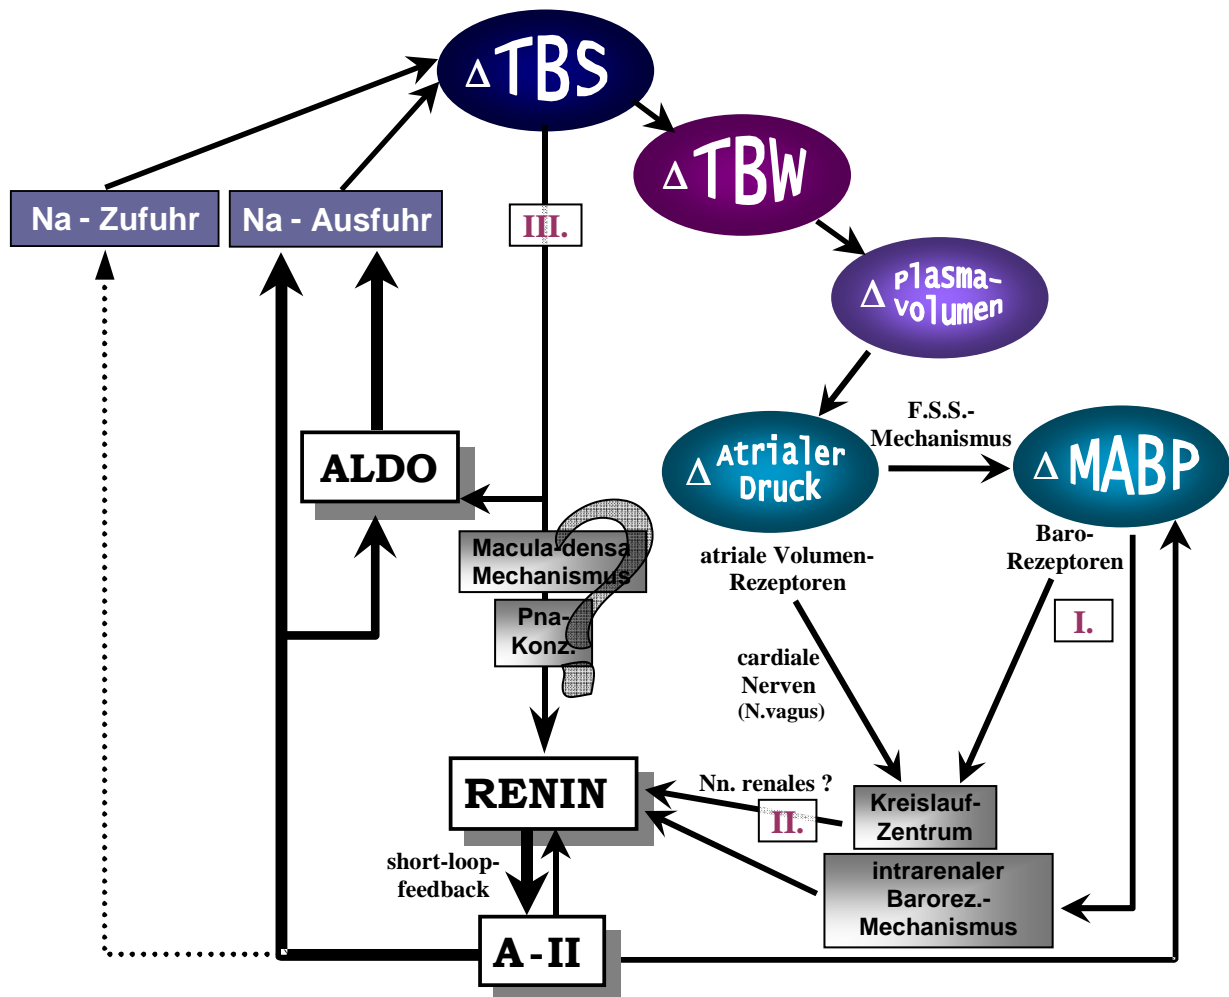 Δ TBS
Δ TBW
Na - Zufuhr
Na - Ausfuhr
III.
Δ Plasma-
volumen
F.S.S.-
Mechanismus
ALDO
Δ Atrialer
Druck
Δ MABP
Macula-densa
Mechanismus
?
atriale Volumen-
Rezeptoren
Baro-
Rezeptoren
Pna-
Konz.
I.
cardiale
Nerven
(N.vagus)
RENIN
Nn. renales ?
II.
Kreislauf-
Zentrum
short-loop-
feedback
intrarenaler
Barorez.-
Mechanismus
A-II